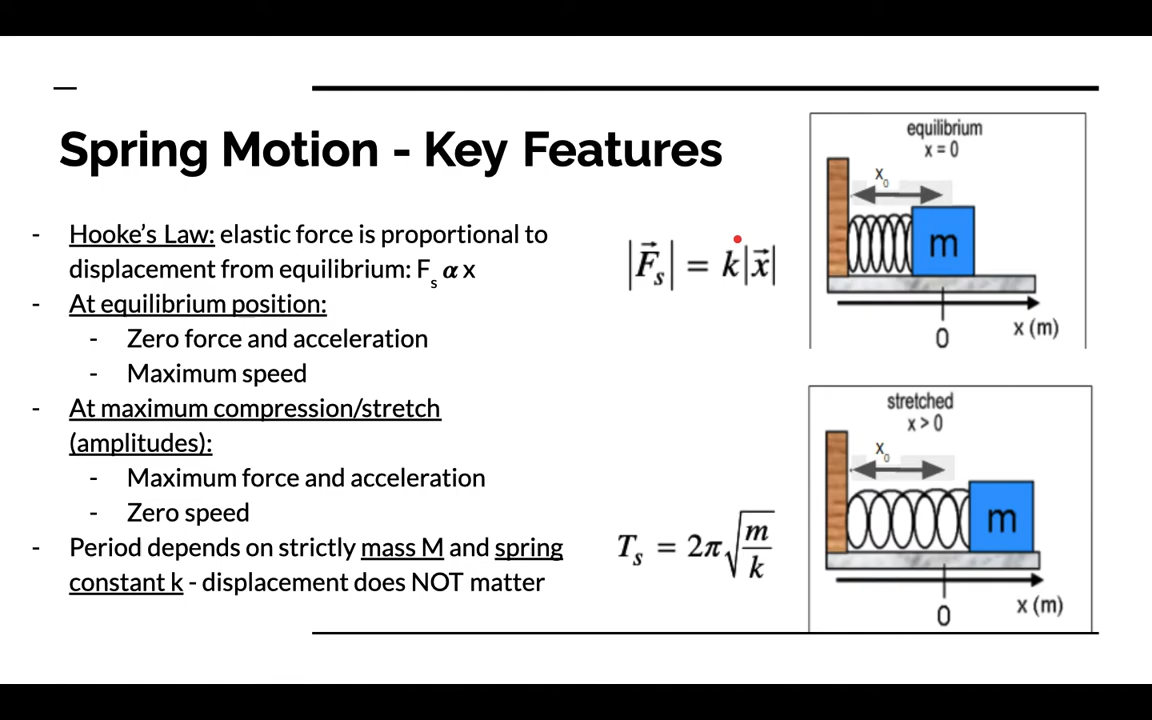 Spring Motion - Key Features
- Hooke's Law: elastic force is proportional to
displacement from equilibrium: Fₛ α x
- At equilibrium position:
- Zero force and acceleration
- Maximum speed
- At maximum compression/stretch
(amplitudes):
- Maximum force and acceleration
- Zero speed
- Period depends on strictly mass M and spring
constant k - displacement does NOT matter
|F⃗ₛ| = k|x⃗|
Tₛ = 2π√(m/k)
equilibrium
x = 0
x₀
m
0
x (m)
stretched
x > 0
x₀
m
0
x (m)